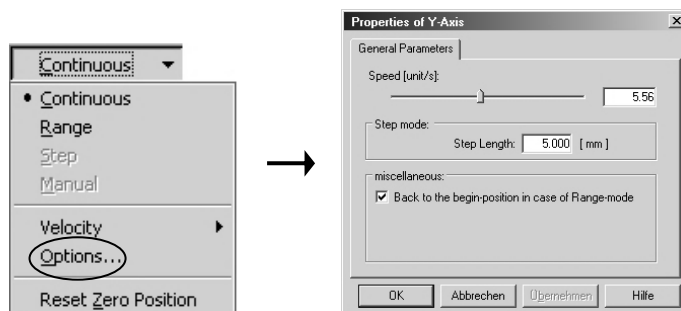 Continuous
Continuous
Range
Step
Manual
Velocity
Options...
Reset Zero Position
Properties of Y-Axis
General Parameters
Speed [unit/s]:
5.56
Step mode:
Step Length: 5.000 [ mm ]
miscellaneous:
Back to the begin-position in case of Range-mode
OK Abbrechen Übernehmen Hilfe